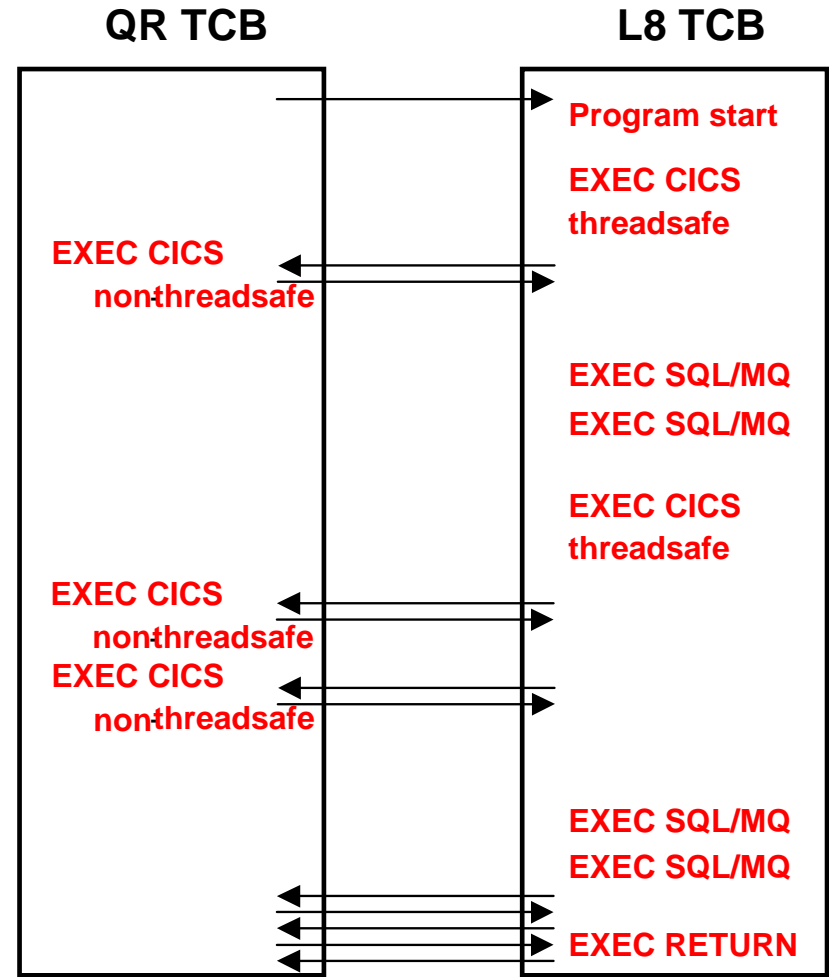 QR TCB
L8 TCB
Program start
EXEC CICS
threadsafe
EXEC CICS
non-threadsafe
EXEC SQL/MQ
EXEC SQL/MQ
EXEC CICS
threadsafe
EXEC CICS
non-threadsafe
EXEC CICS
non-threadsafe
EXEC SQL/MQ
EXEC SQL/MQ
EXEC RETURN